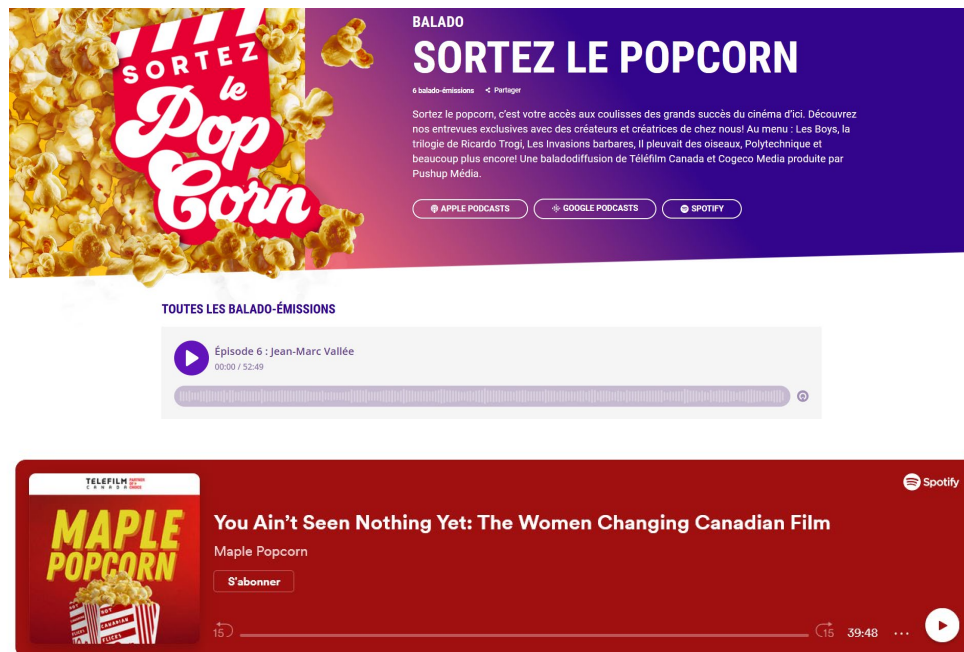 SORTEZ
le
Pop
Corn
BALADO
SORTEZ LE POPCORN
6 balado-émissions Partager
Sortez le popcorn, c'est votre accès aux coulisses des grands succès du cinéma d'ici. Découvrez
nos entrevues exclusives avec des créateurs et créatrices de chez nous! Au menu : Les Boys, la
trilogie de Ricardo Trogi, Les Invasions barbares, Il pleuvait des oiseaux, Polytechnique et
beaucoup plus encore! Une baladodiffusion de Téléfilm Canada et Cogeco Media produite par
Pushup Média.
APPLE PODCASTS GOOGLE PODCASTS SPOTIFY
TOUTES LES BALADO-ÉMISSIONS
Épisode 6 : Jean-Marc Vallée
00:00 / 52:49
TELEFILM PARTNER
CANADA OF CHOICE
MAPLE
POPCORN
HOT
CANADIAN
FLICKS
Spotify
You Ain't Seen Nothing Yet: The Women Changing Canadian Film
Maple Popcorn
S'abonner
15 15 39:48 ...